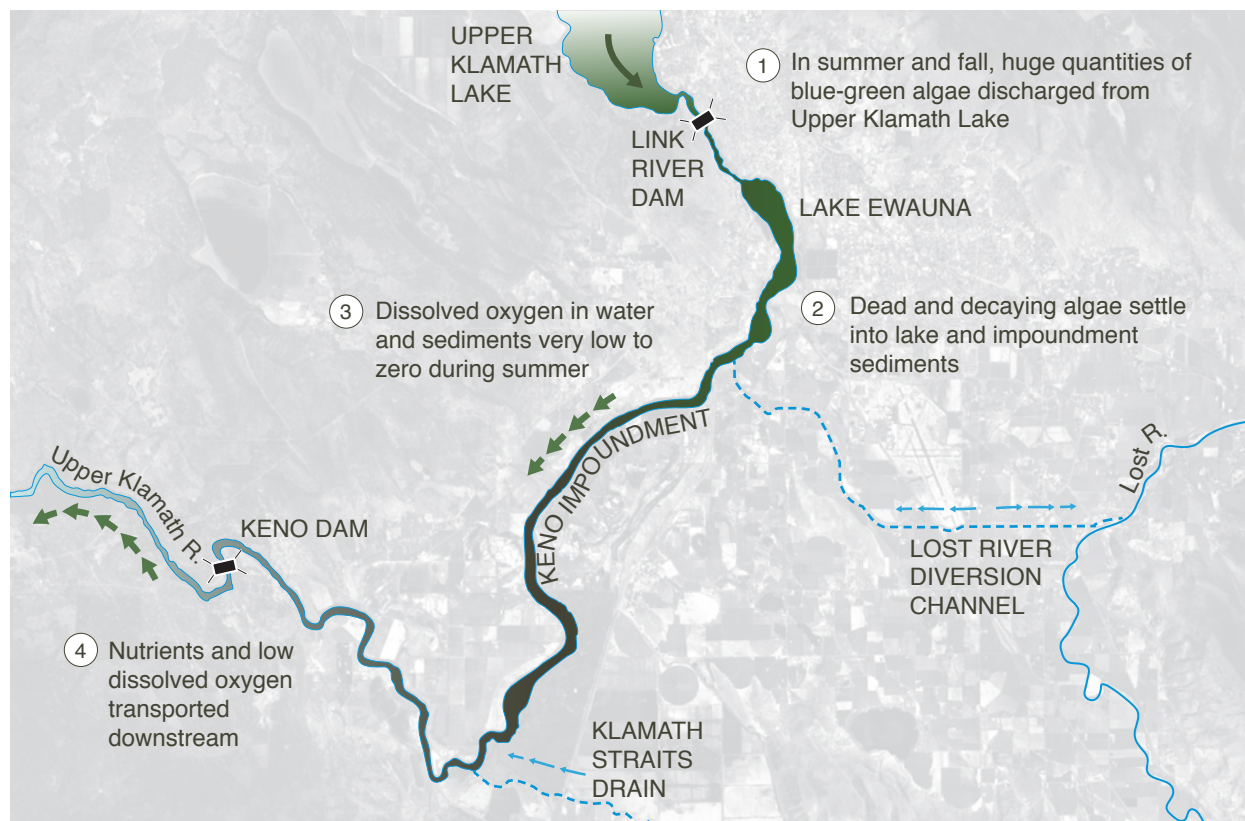 UPPER
KLAMATH
LAKE
1
In summer and fall, huge quantities of
blue-green algae discharged from
Upper Klamath Lake
LINK
RIVER
DAM
LAKE EWAUNA
3
Dissolved oxygen in water
and sediments very low to
zero during summer
2
Dead and decaying algae settle
into lake and impoundment
sediments
KENO IMPOUNDMENT
Lost R.
Upper Klamath R.
KENO DAM
LOST RIVER
DIVERSION
CHANNEL
4
Nutrients and low
dissolved oxygen
transported
downstream
KLAMATH
STRAITS
DRAIN